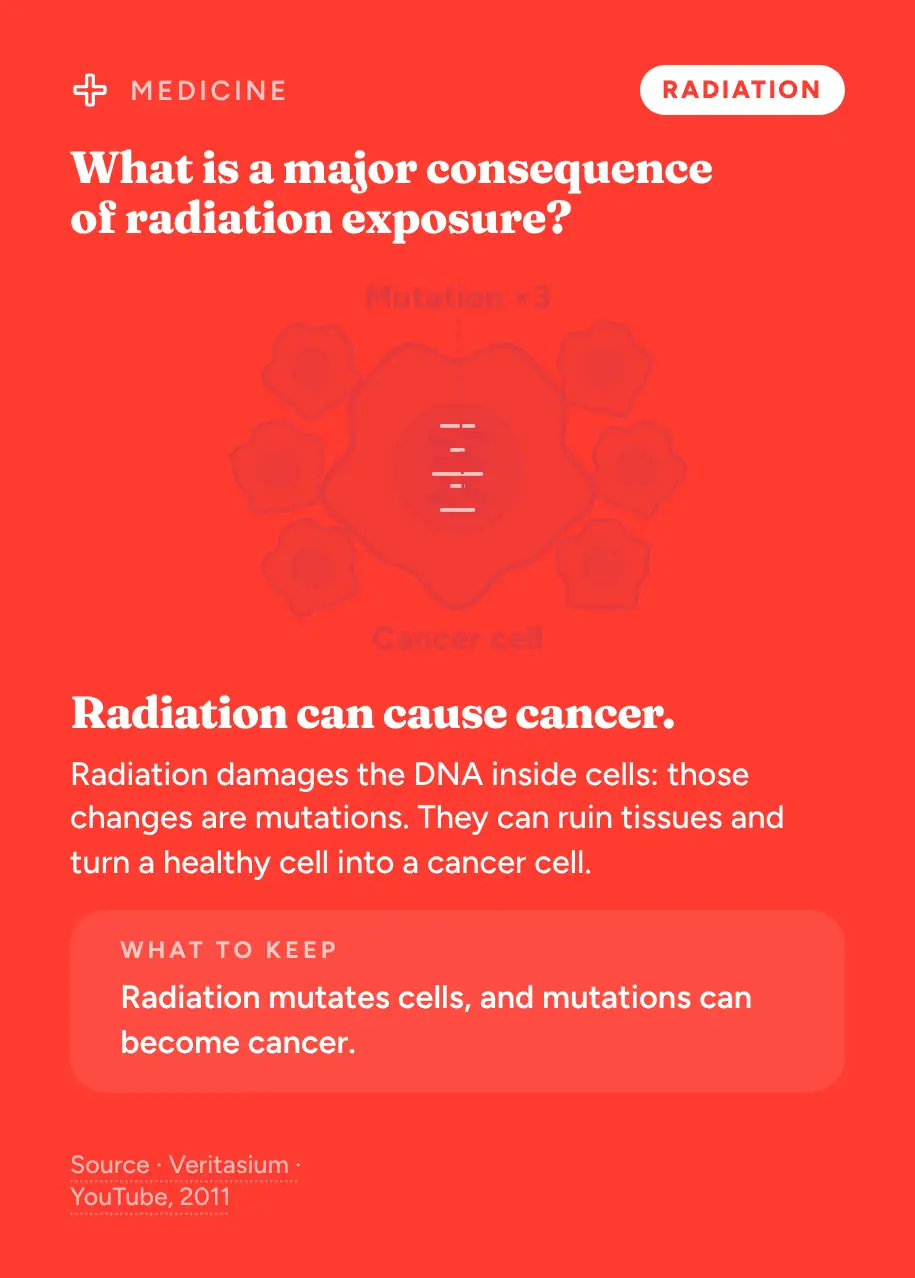 MEDICINE
RADIATION
What is a major consequence
of radiation exposure?
Mutation ×3
Cancer cell
Radiation can cause cancer.
Radiation damages the DNA inside cells: those
changes are mutations. They can ruin tissues and
turn a healthy cell into a cancer cell.
WHAT TO KEEP
Radiation mutates cells, and mutations can
become cancer.
Source · Veritasium ·
YouTube, 2011